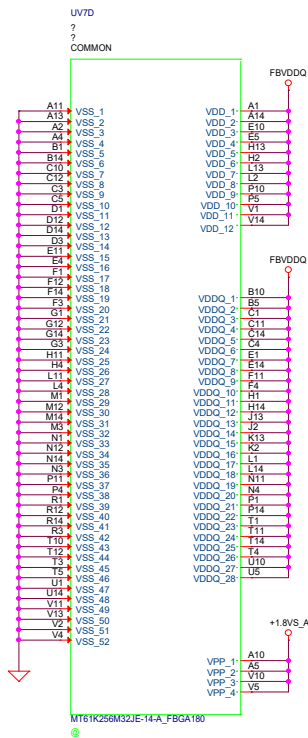 UV7D
?
?
COMMON
FBVDDQ
A11 VSS_1 VDD_1 A1
A13 VSS_2 VDD_2 A14
A2 VSS_3 VDD_3 E10
A4 VSS_4 VDD_4 E5
B1 VSS_5 VDD_5 H13
B14 VSS_6 VDD_6 H2
C10 VSS_7 VDD_7 L13
C12 VSS_8 VDD_8 L2
C3 VSS_9 VDD_9 P10
C5 VSS_10 VDD_10 P5
D1 VSS_11 VDD_11 V1
D12 VSS_12 VDD_12 V14
D14 VSS_13
D3 VSS_14
E11 VSS_15
FBVDDQ
E4 VSS_16
F1 VSS_17
F12 VSS_18
F14 VSS_19 VDDQ_1 B10
F3 VSS_20 VDDQ_2 B5
G1 VSS_21 VDDQ_3 C1
G12 VSS_22 VDDQ_4 C11
G14 VSS_23 VDDQ_5 C14
G3 VSS_24 VDDQ_6 C4
H11 VSS_25 VDDQ_7 E1
H4 VSS_26 VDDQ_8 E14
L11 VSS_27 VDDQ_9 F11
L4 VSS_28 VDDQ_10 F4
M1 VSS_29 VDDQ_11 H1
M12 VSS_30 VDDQ_12 H14
M14 VSS_31 VDDQ_13 J13
M3 VSS_32 VDDQ_14 J2
N1 VSS_33 VDDQ_15 K13
N12 VSS_34 VDDQ_16 K2
N14 VSS_35 VDDQ_17 L1
N3 VSS_36 VDDQ_18 L14
P11 VSS_37 VDDQ_19 N11
P4 VSS_38 VDDQ_20 N4
R1 VSS_39 VDDQ_21 P1
R12 VSS_40 VDDQ_22 P14
R14 VSS_41 VDDQ_23 T1
R3 VSS_42 VDDQ_24 T11
T10 VSS_43 VDDQ_25 T14
T12 VSS_44 VDDQ_26 T4
T3 VSS_45 VDDQ_27 U10
T5 VSS_46 VDDQ_28 U5
U1 VSS_47
U14 VSS_48
V11 VSS_49
V13 VSS_50
V2 VSS_51
V4 VSS_52
+1.8VS_A
VPP_1 A10
VPP_2 A5
VPP_3 V10
VPP_4 V5
MT61K256M32JE-14-A_FBGA180
@